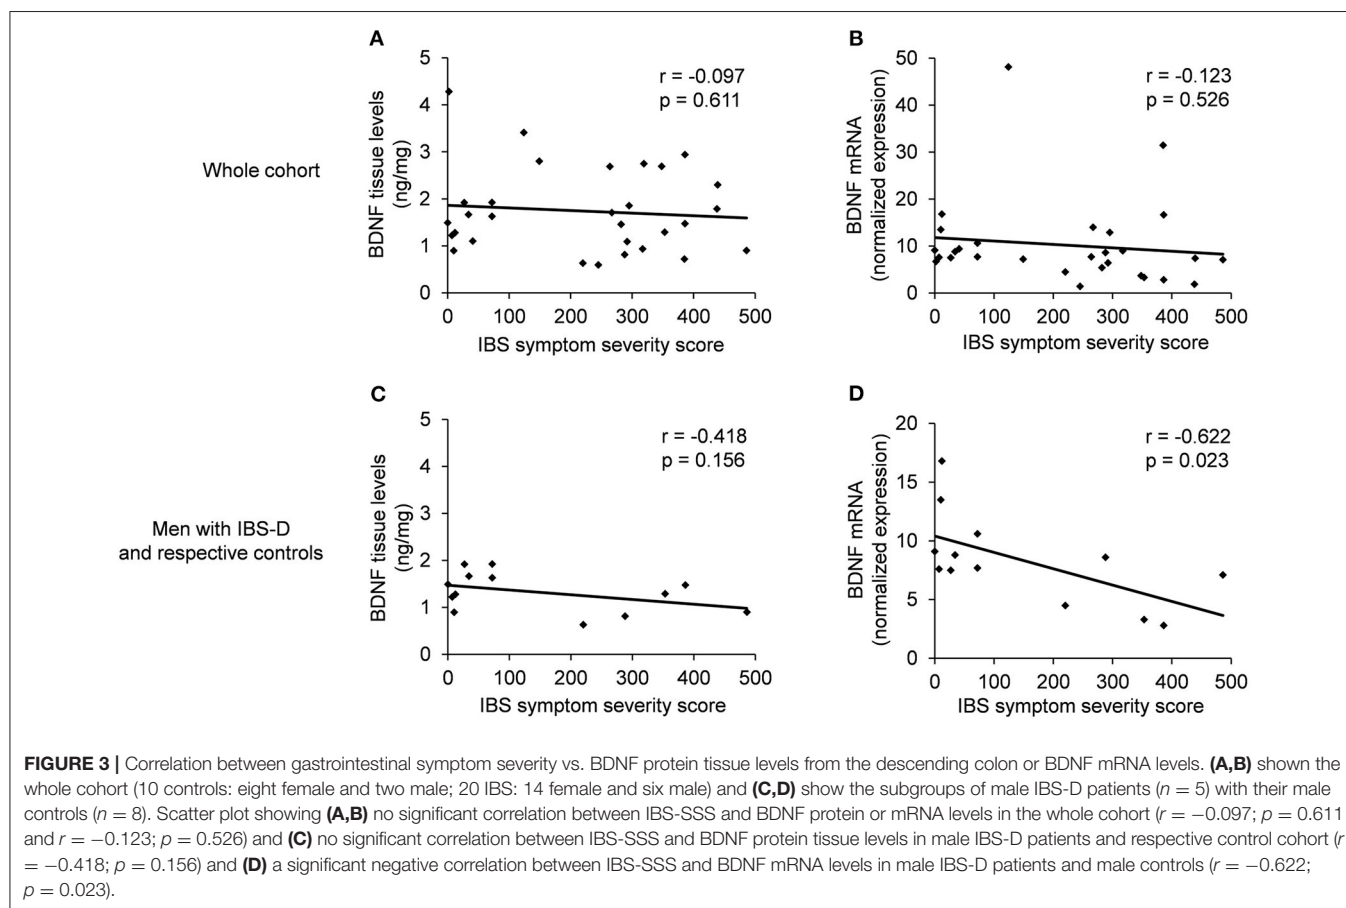 A
5
4
3
2
1
0
BDNF tissue levels
(ng/mg)
r = -0.097
p = 0.611
0 100 200 300 400 500
IBS symptom severity score
B
50
40
30
20
10
0
BDNF mRNA
(normalized expression)
r = -0.123
p = 0.526
0 100 200 300 400 500
IBS symptom severity score
Whole cohort
C
5
4
3
2
1
0
BDNF tissue levels
(ng/mg)
r = -0.418
p = 0.156
0 100 200 300 400 500
IBS symptom severity score
D
20
15
10
5
0
BDNF mRNA
(normalized expression)
r = -0.622
p = 0.023
0 100 200 300 400 500
IBS symptom severity score
Men with IBS-D
and respective controls
FIGURE 3 | Correlation between gastrointestinal symptom severity vs. BDNF protein tissue levels from the descending colon or BDNF mRNA levels. (A,B) shown the
whole cohort (10 controls: eight female and two male; 20 IBS: 14 female and six male) and (C,D) show the subgroups of male IBS-D patients (n = 5) with their male
controls (n = 8). Scatter plot showing (A,B) no significant correlation between IBS-SSS and BDNF protein or mRNA levels in the whole cohort (r = −0.097; p = 0.611
and r = −0.123; p = 0.526) and (C) no significant correlation between IBS-SSS and BDNF protein tissue levels in male IBS-D patients and respective control cohort (r
= −0.418; p = 0.156) and (D) a significant negative correlation between IBS-SSS and BDNF mRNA levels in male IBS-D patients and male controls (r = −0.622;
p = 0.023).